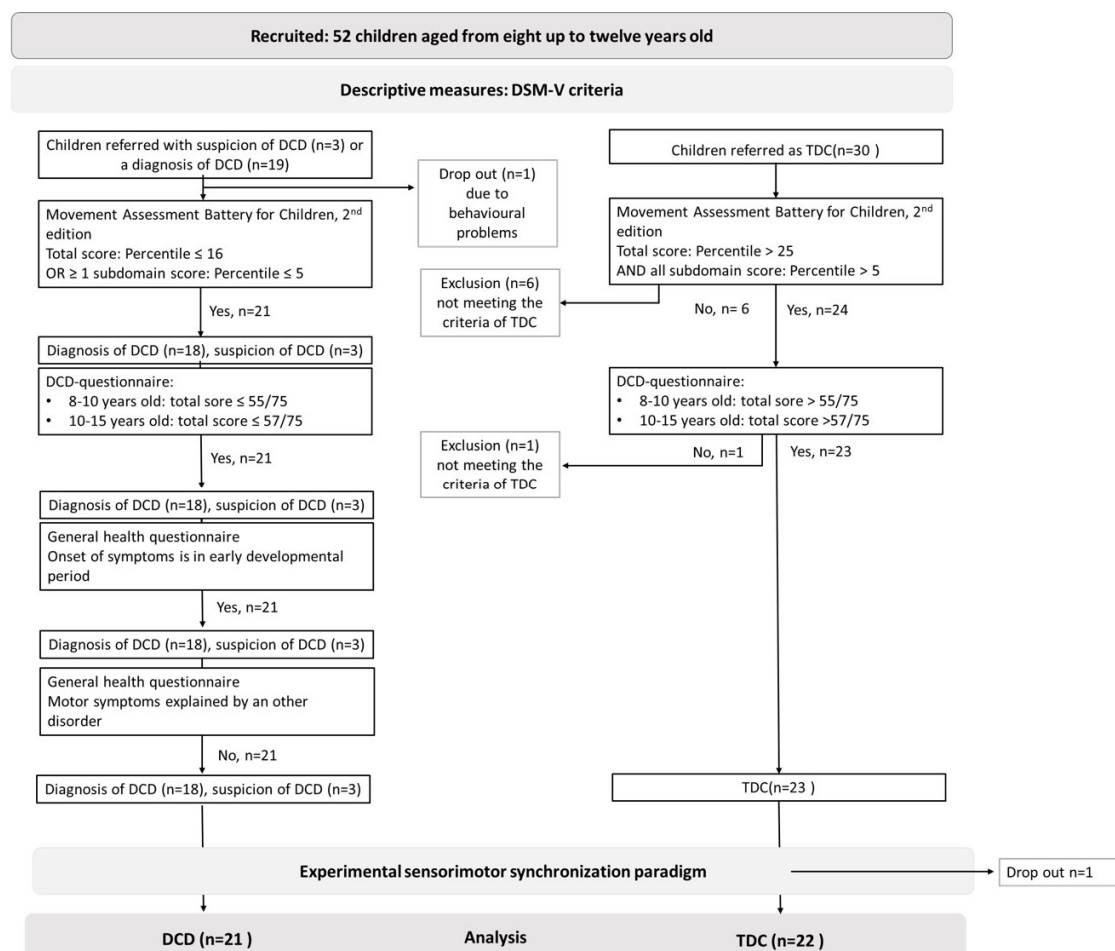 Recruited: 52 children aged from eight up to twelve years old
Descriptive measures: DSM-V criteria
Children referred with suspicion of DCD (n=3) or
a diagnosis of DCD (n=19)
Drop out (n=1)
due to
behavioural
problems
Children referred as TDC(n=30 )
Movement Assessment Battery for Children, 2nd
edition
Total score: Percentile ≤ 16
OR ≥ 1 subdomain score: Percentile ≤ 5
Movement Assessment Battery for Children, 2nd
edition
Total score: Percentile > 25
AND all subdomain score: Percentile > 5
Exclusion (n=6)
not meeting the
criteria of TDC
Yes, n=21
No, n= 6
Yes, n=24
Diagnosis of DCD (n=18), suspicion of DCD (n=3)
DCD-questionnaire:
• 8-10 years old: total sore ≤ 55/75
• 10-15 years old: total score ≤ 57/75
DCD-questionnaire:
• 8-10 years old: total sore > 55/75
• 10-15 years old: total score >57/75
Yes, n=21
Exclusion (n=1)
not meeting the
criteria of TDC
No, n=1
Yes, n=23
Diagnosis of DCD (n=18), suspicion of DCD (n=3)
General health questionnaire
Onset of symptoms is in early developmental
period
Yes, n=21
Diagnosis of DCD (n=18), suspicion of DCD (n=3)
General health questionnaire
Motor symptoms explained by an other
disorder
No, n=21
Diagnosis of DCD (n=18), suspicion of DCD (n=3)
TDC(n=23 )
Experimental sensorimotor synchronization paradigm
Drop out n=1
DCD (n=21 )
Analysis
TDC (n=22 )